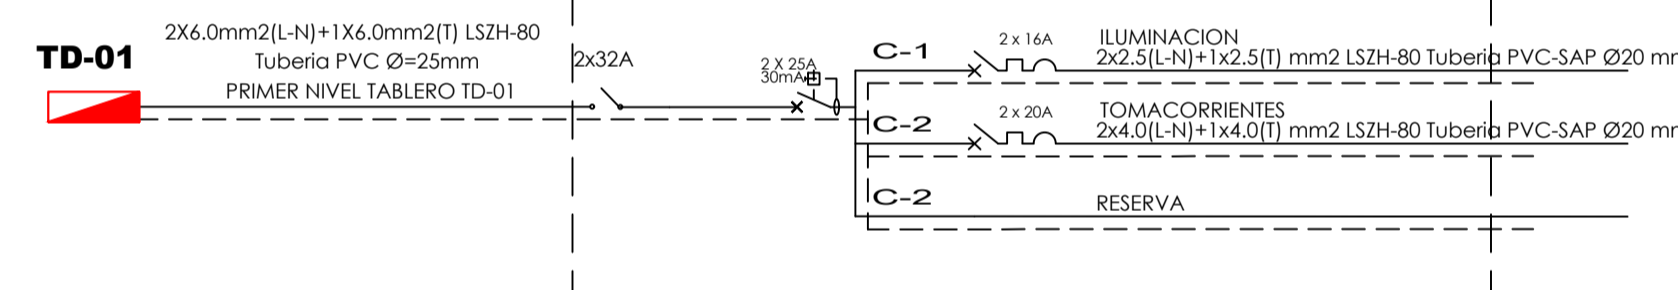 TD-01
2X6.0mm2(L-N)+1X6.0mm2(T) LSZH-80
Tuberia PVC Ø=25mm
PRIMER NIVEL TABLERO TD-01
2x32A
2 X 25A
30mA
C-1
2 x 16A
ILUMINACION
2x2.5(L-N)+1x2.5(T) mm2 LSZH-80 Tuberia PVC-SAP Ø20 mm
C-2
2 x 20A
TOMACORRIENTES
2x4.0(L-N)+1x4.0(T) mm2 LSZH-80 Tuberia PVC-SAP Ø20 mm
C-2
RESERVA